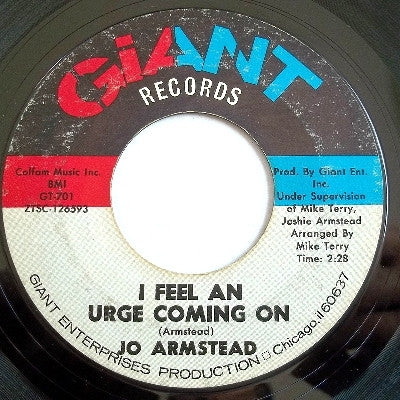 GIANT
RECORDS
Colfam Music Inc.
BMI
GT-701
ZTSC-126593
Prod. By Giant Ent.
Inc.
Under Supervision
of Mike Terry,
Joshie Armstead
Arranged By
Mike Terry
Time: 2:28
I FEEL AN
URGE COMING ON
(Armstead)
JO ARMSTEAD
GIANT ENTERPRISES PRODUCTION □ Chicago, il 60637